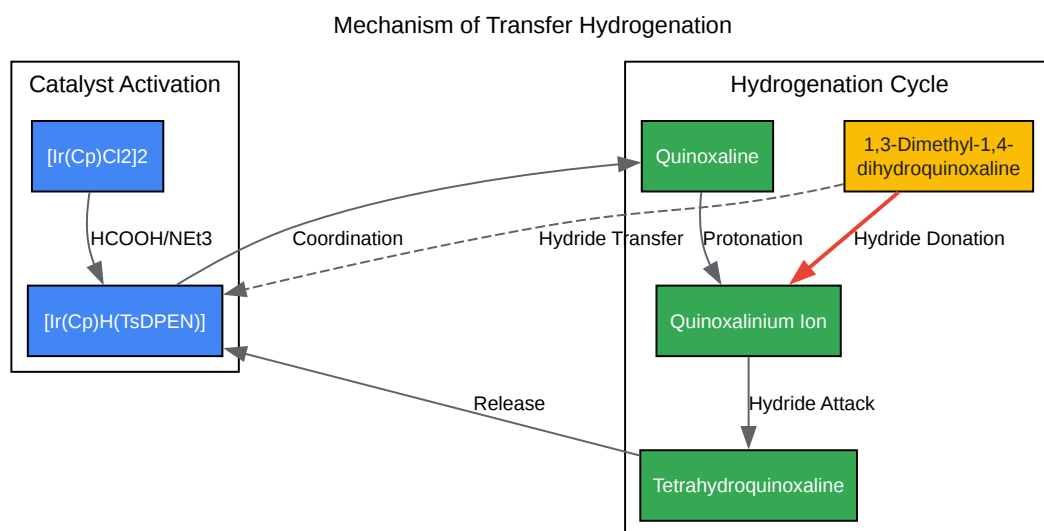 Mechanism of Transfer Hydrogenation
Catalyst Activation
Hydrogenation Cycle
[Ir(Cp)Cl2]2
Quinoxaline
1,3-Dimethyl-1,4-
dihydroquinoxaline
HCOOH/NEt3
Coordination
Hydride Transfer
Protonation
Hydride Donation
[Ir(Cp)H(TsDPEN)]
Quinoxalinium Ion
Release
Hydride Attack
Tetrahydroquinoxaline